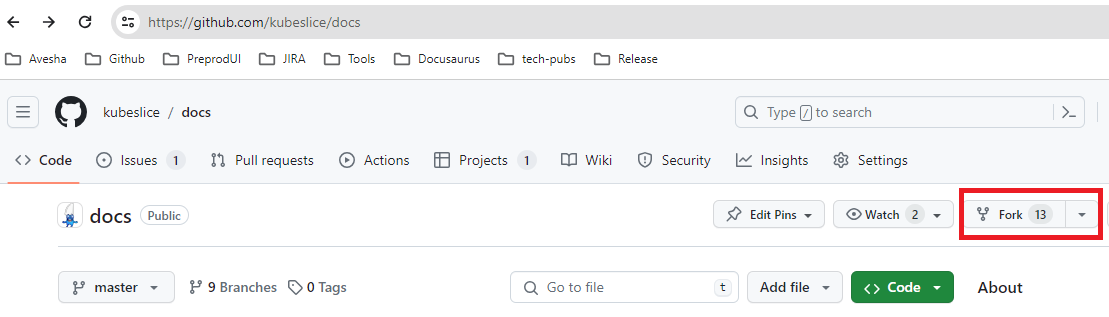 https://github.com/kubeslice/docs
Avesha Github PreprodUI JIRA Tools Docusaurus tech-pubs Release
kubeslice / docs Type / to search
Code Issues 1 Pull requests Actions Projects 1 Wiki Security Insights Settings
docs Public Edit Pins Watch 2 Fork 13
master 9 Branches 0 Tags Go to file t Add file Code About